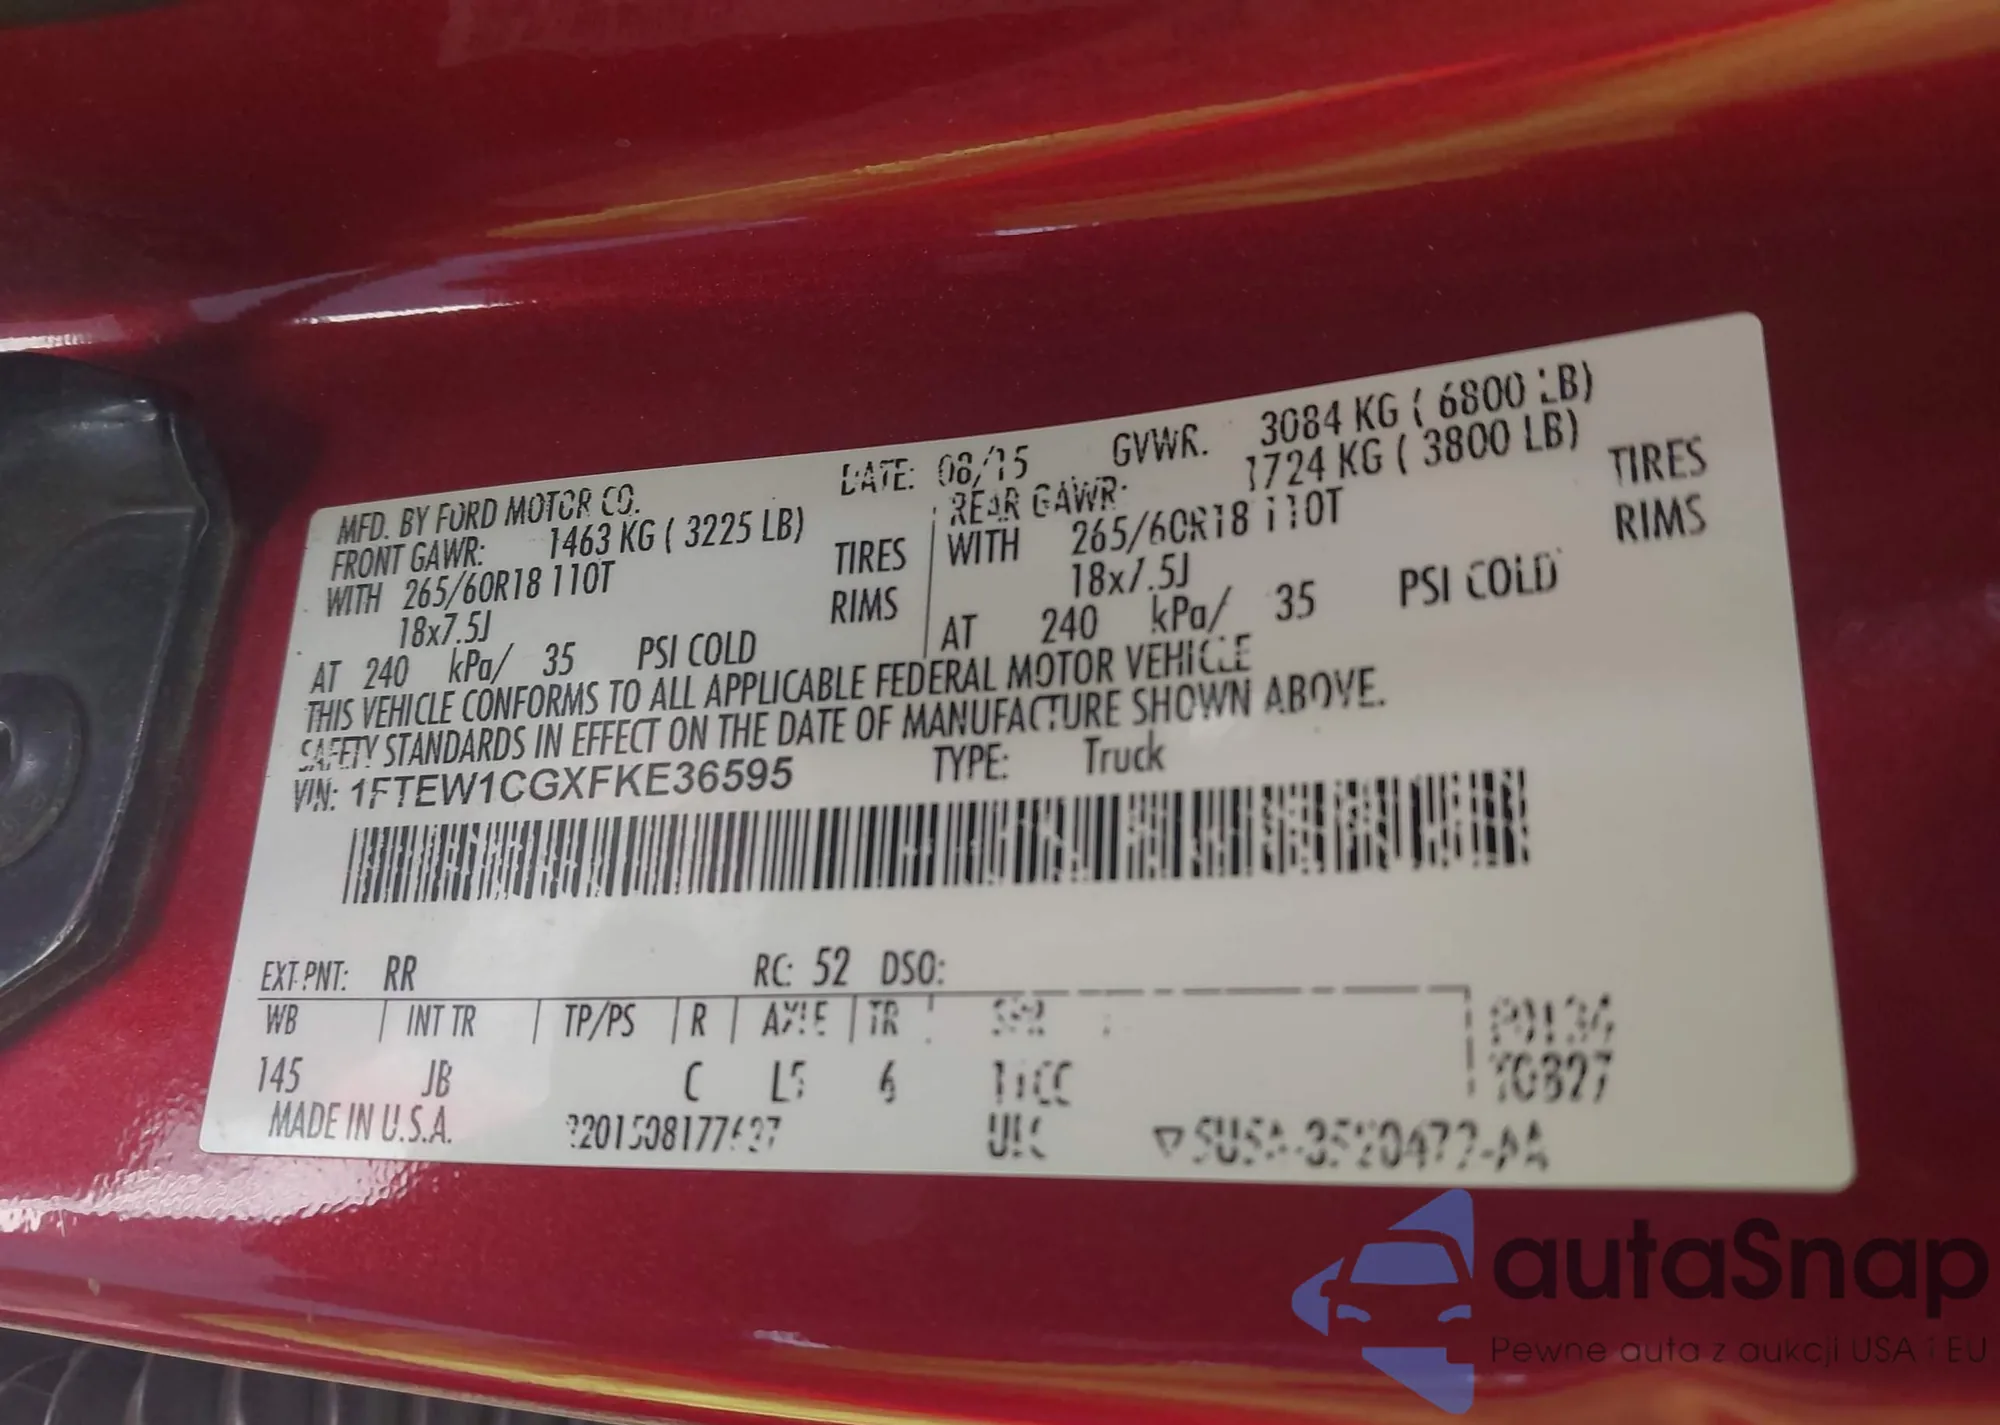 MFD. BY FORD MOTOR CO. DATE: 08/15 GVWR. 3084 KG ( 6800 LB)
FRONT GAWR: 1463 KG ( 3225 LB) REAR GAWR: 1724 KG ( 3800 LB)
WITH 265/60R18 110T TIRES WITH 265/60R18 110T TIRES
18x7.5J RIMS 18x7.5J RIMS
AT 240 kPa/ 35 PSI COLD AT 240 kPa/ 35 PSI COLD
THIS VEHICLE CONFORMS TO ALL APPLICABLE FEDERAL MOTOR VEHICLE
SAFETY STANDARDS IN EFFECT ON THE DATE OF MANUFACTURE SHOWN ABOVE.
VIN: 1FTEW1CGXFKE36595 TYPE: Truck
EXT PNT: RR RC: 52 DSO:
WB INT TR TP/PS R AXLE TR
145 JB C 6
MADE IN U.S.A.
autaSnap
Pewne auta z aukcji USA i EU